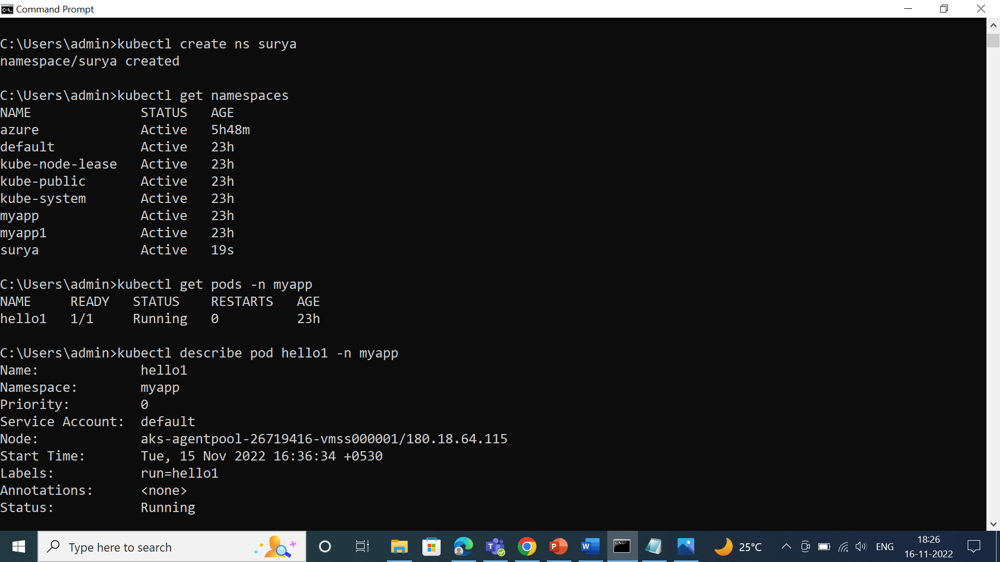 Command Prompt
C:\Users\admin>kubectl create ns surya
namespace/surya created
C:\Users\admin>kubectl get namespaces
NAME              STATUS   AGE
azure             Active   5h48m
default           Active   23h
kube-node-lease   Active   23h
kube-public       Active   23h
kube-system       Active   23h
myapp             Active   23h
myapp1            Active   23h
surya             Active   19s
C:\Users\admin>kubectl get pods -n myapp
NAME     READY   STATUS    RESTARTS   AGE
hello1   1/1     Running   0          23h
C:\Users\admin>kubectl describe pod hello1 -n myapp
Name:             hello1
Namespace:        myapp
Priority:         0
Service Account:  default
Node:             aks-agentpool-26719416-vmss000001/180.18.64.115
Start Time:       Tue, 15 Nov 2022 16:36:34 +0530
Labels:           run=hello1
Annotations:      <none>
Status:           Running
Type here to search
25°C
ENG
18:26
16-11-2022